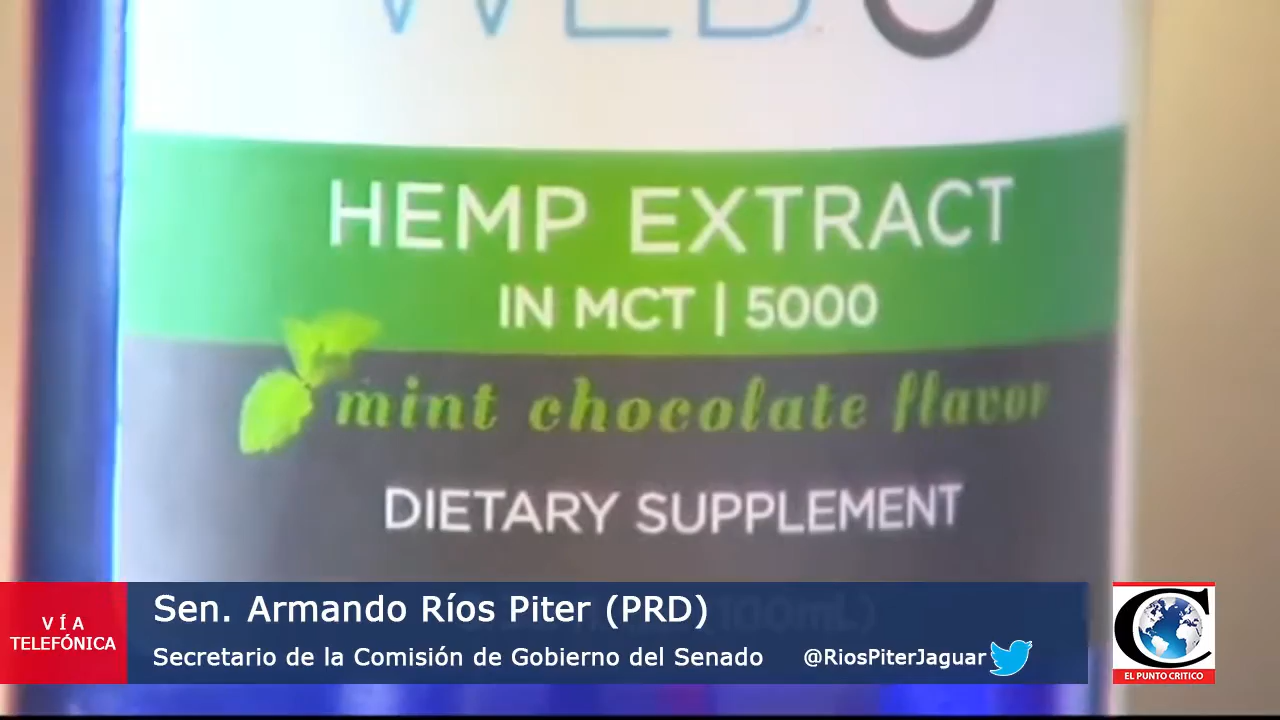 HEMP EXTRACT
IN MCT | 5000
mint chocolate flavor
DIETARY SUPPLEMENT
VÍA
TELEFÓNICA
Sen. Armando Ríos Piter (PRD)
Secretario de la Comisión de Gobierno del Senado
@RiosPiterJaguar
C
EL PUNTO CRITICO